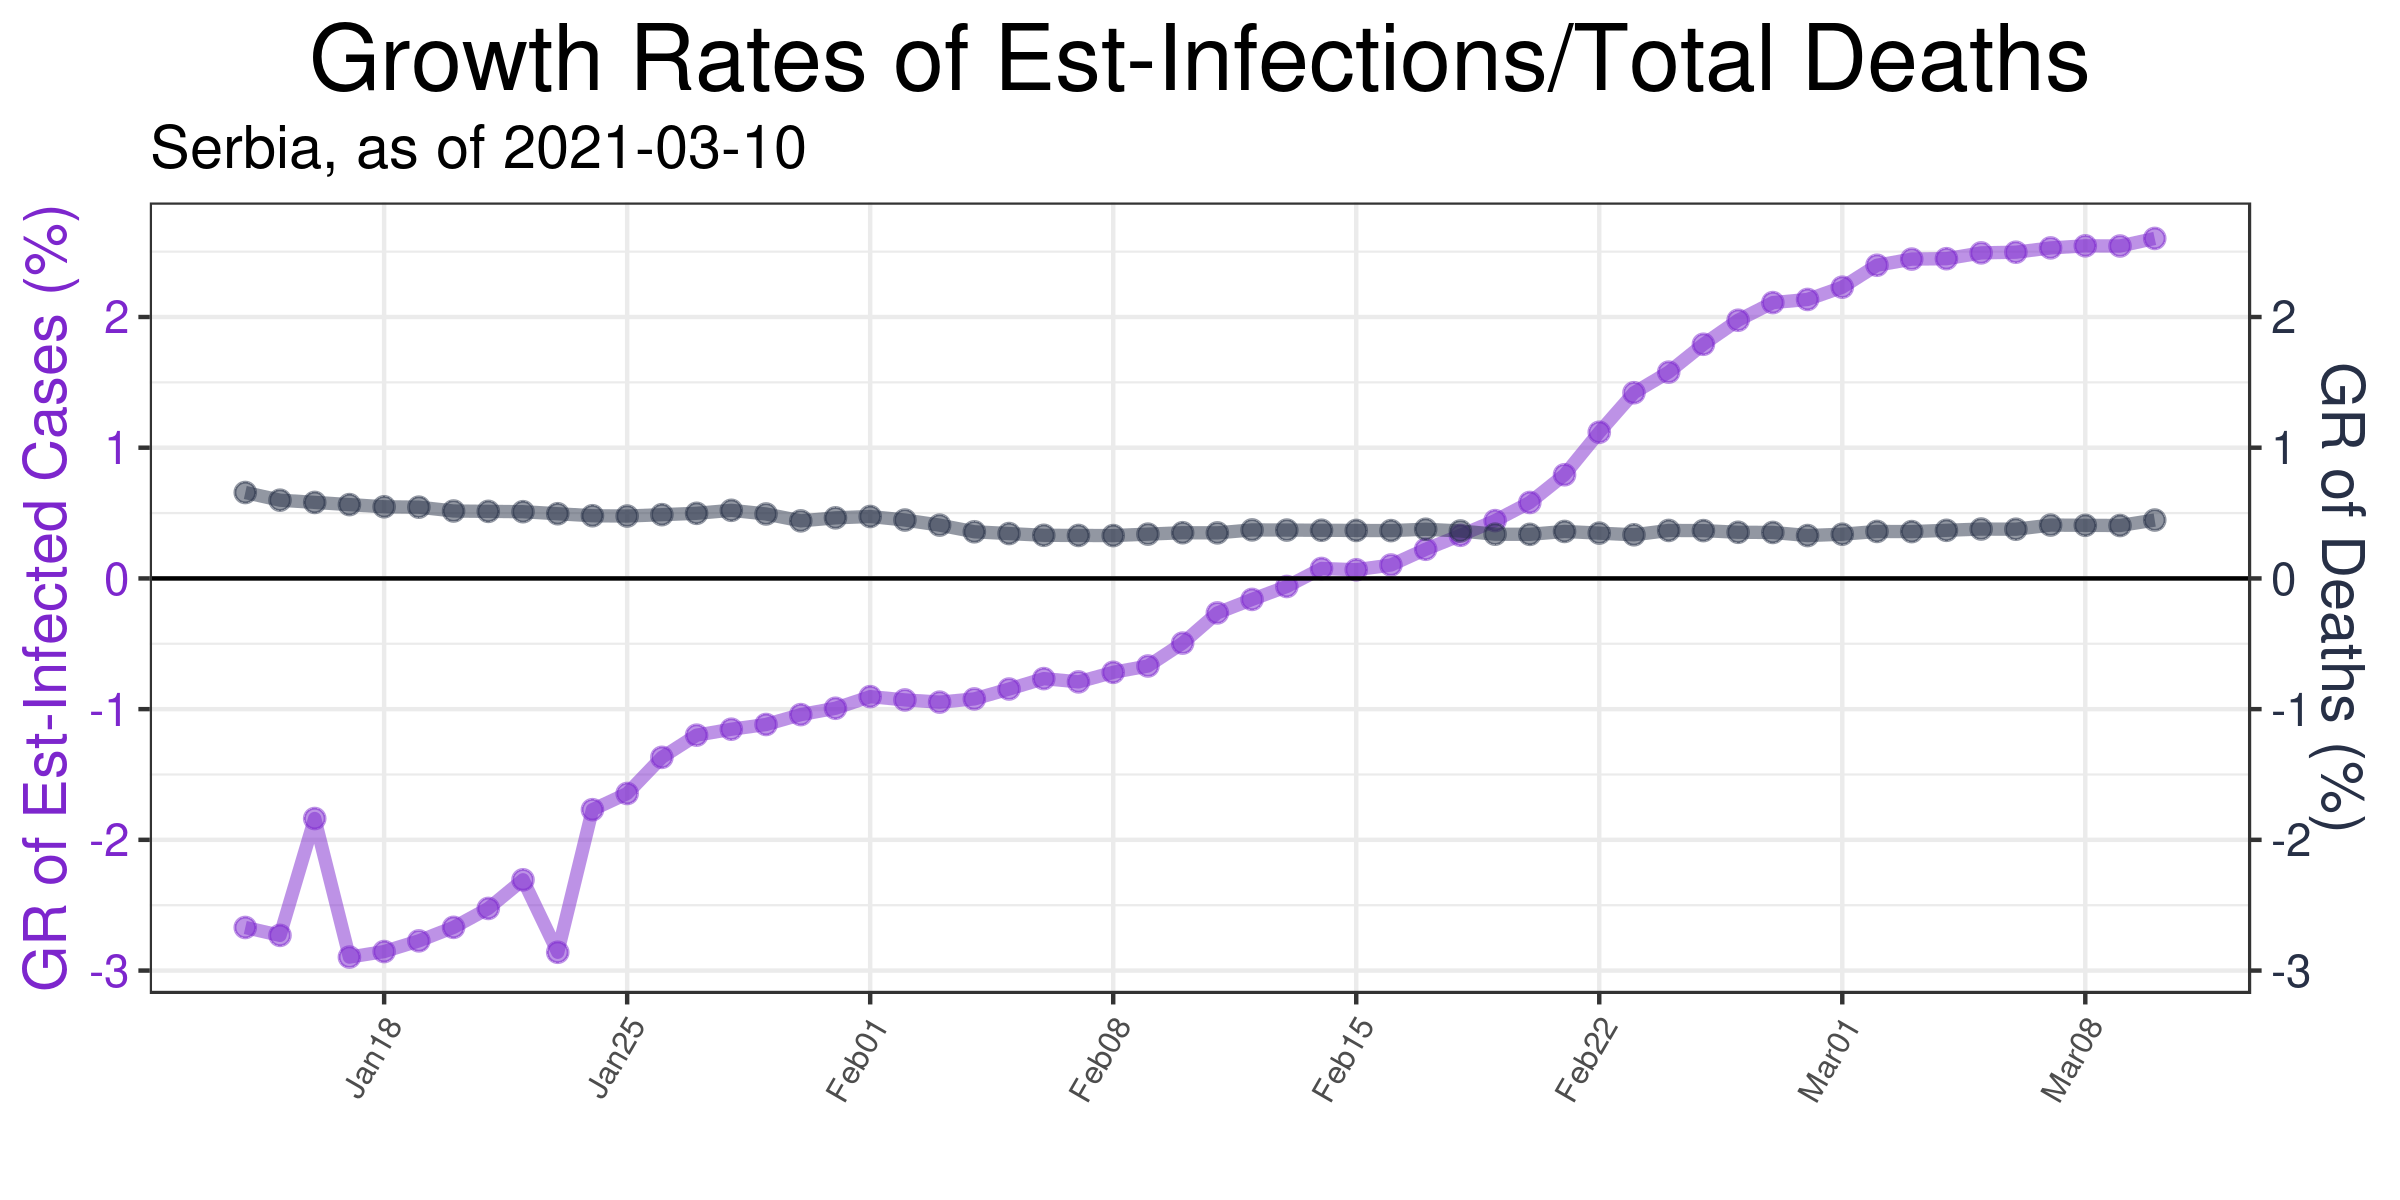 Growth Rates of Est-Infections/Total Deaths
Serbia, as of 2021-03-10
GR of Est-Infected Cases (%)
2
1
0
-1
-2
-3
2
1
0
-1
-2
-3
GR of Deaths (%)
Jan18
Jan25
Feb01
Feb08
Feb15
Feb22
Mar01
Mar08